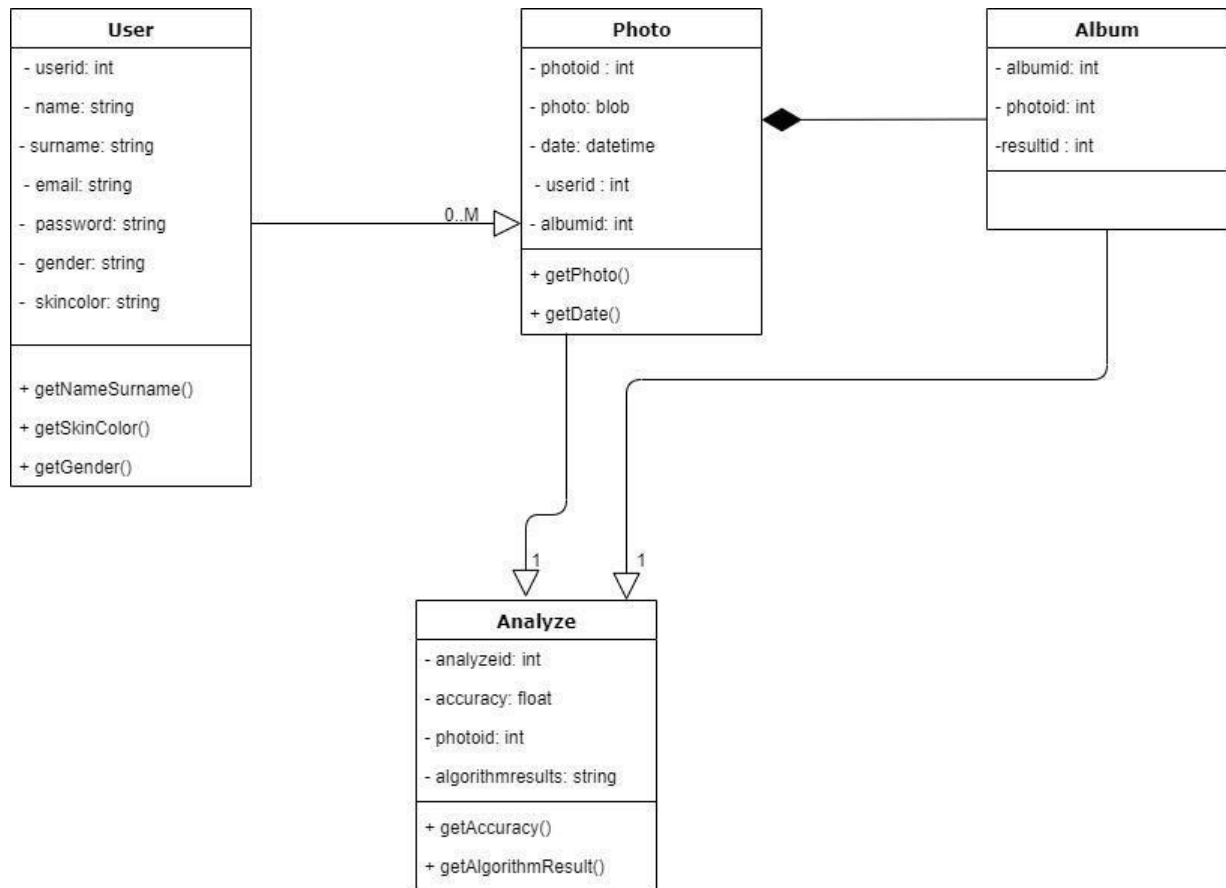 User
- userid: int
- name: string
- surname: string
- email: string
- password: string
- gender: string
- skincolor: string
+ getNameSurname()
+ getSkinColor()
+ getGender()
0..M
Photo
- photoid : int
- photo: blob
- date: datetime
- userid : int
- albumid: int
+ getPhoto()
+ getDate()
Album
- albumid: int
- photoid: int
-resultid : int
1
1
Analyze
- analyzeid: int
- accuracy: float
- photoid: int
- algorithmresults: string
+ getAccuracy()
+ getAlgorithmResult()